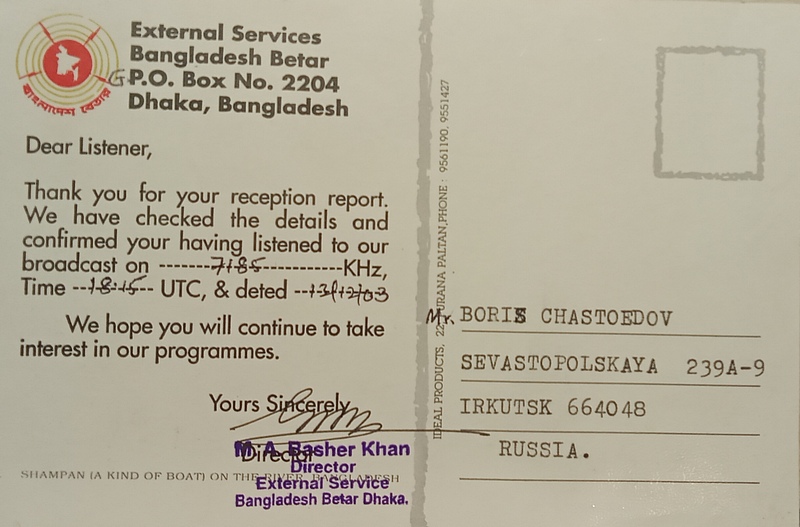 External Services
Bangladesh Betar
G P.O. Box No. 2204
Dhaka, Bangladesh
বাংলাদেশ বেতার
Dear Listener,
Thank you for your reception report.
We have checked the details and
confirmed your having listened to our
broadcast on -------7185-----------KHz,
Time --18:15-- UTC, & deted --13/12/03
We hope you will continue to take
interest in our programmes.
Yours Sincerely,
Director
M. A. Basher Khan
Director
External Service
Bangladesh Betar Dhaka.
SHAMPAN (A KIND OF BOAT) ON THE RIVER, BANGLADESH
IDEAL PRODUCTS, 22 PURANA PALTAN, PHONE : 9561190, 9551427
Mr. BORIS CHASTOEDOV
SEVASTOPOLSKAYA 239A-9
IRKUTSK 664048
RUSSIA.